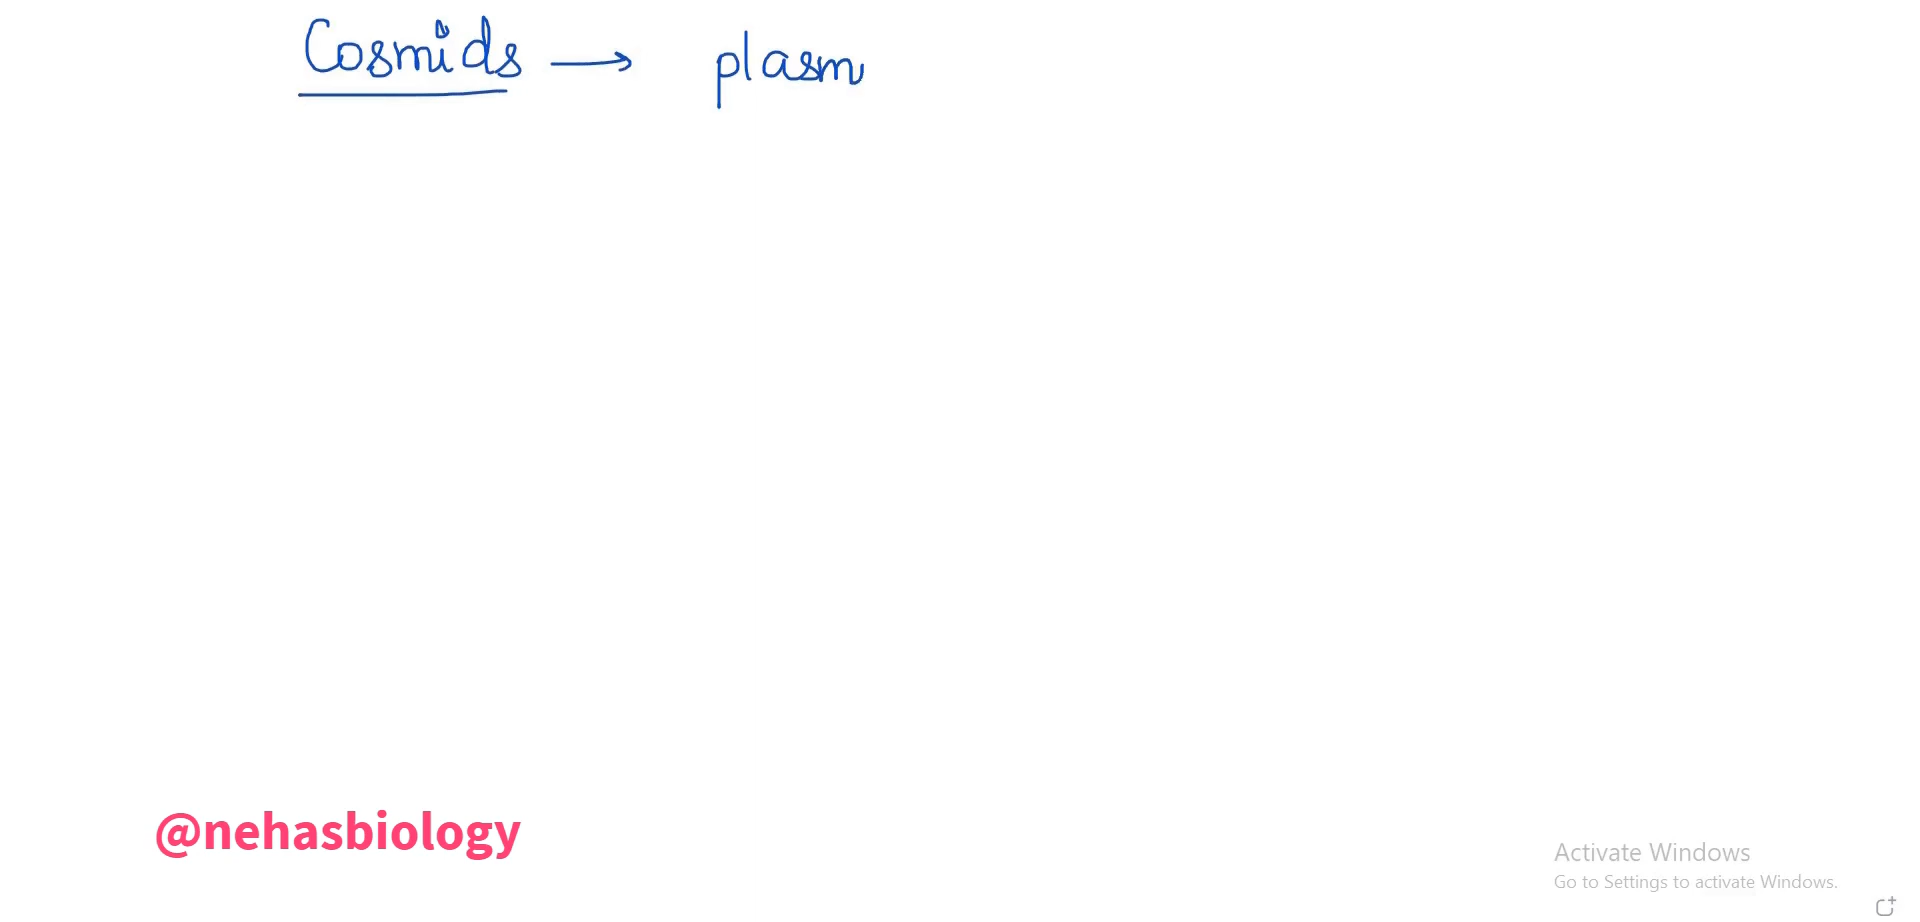 Cosmids → plasm
@nehasbiology
Activate Windows
Go to Settings to activate Windows.